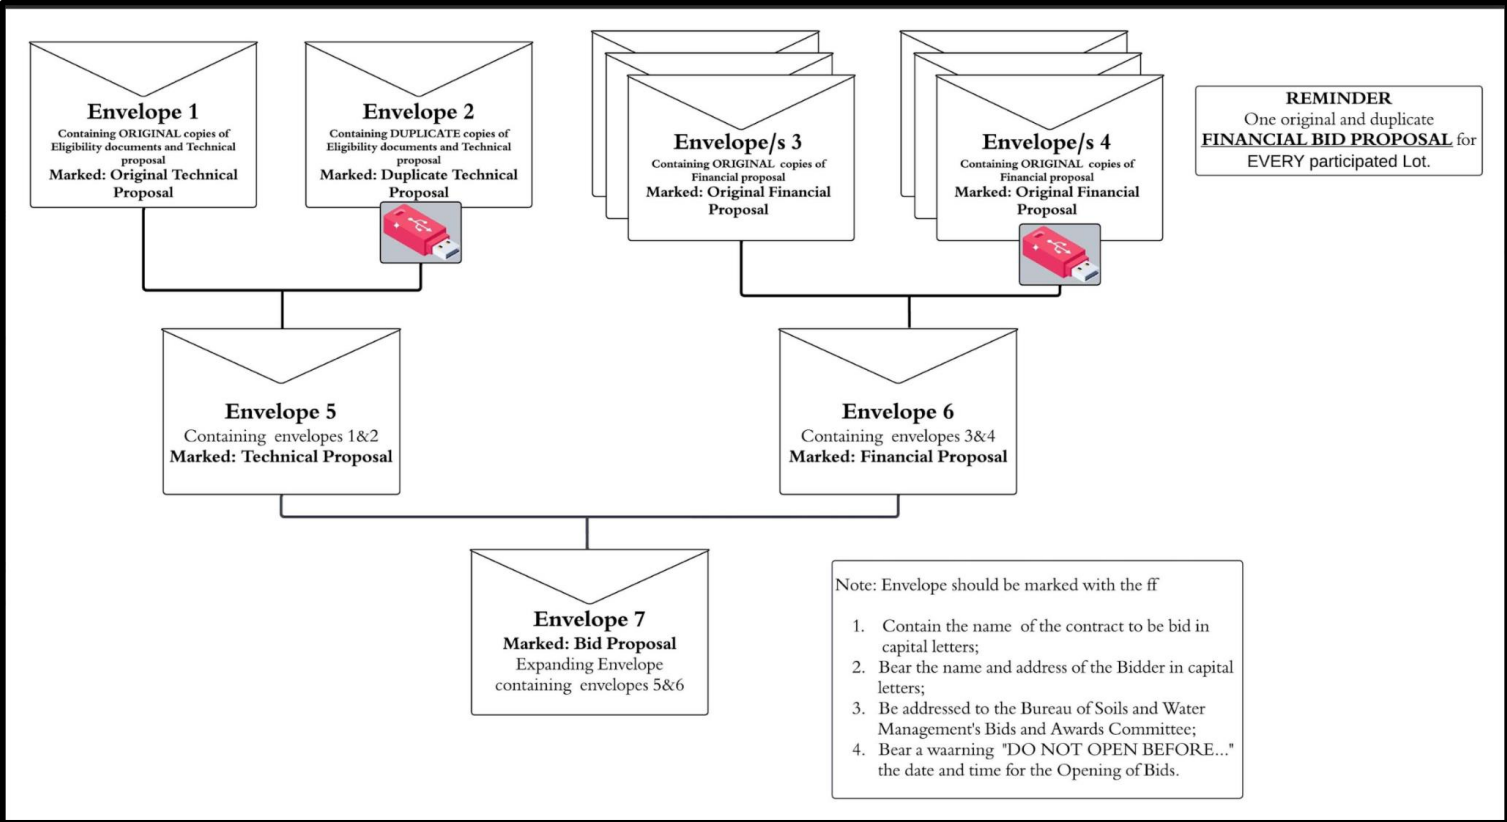 Envelope 1
Containing ORIGINAL copies of
Eligibility documents and Technical
proposal
Marked: Original Technical
Proposal
Envelope 2
Containing DUPLICATE copies of
Eligibility documents and Technical
proposal
Marked: Duplicate Technical
Proposal
Envelope/s 3
Containing ORIGINAL copies of
Financial proposal
Marked: Original Financial
Proposal
Envelope/s 4
Containing ORIGINAL copies of
Financial proposal
Marked: Original Financial
Proposal
REMINDER
One original and duplicate
FINANCIAL BID PROPOSAL for
EVERY participated Lot.
Envelope 5
Containing envelopes 1&2
Marked: Technical Proposal
Envelope 6
Containing envelopes 3&4
Marked: Financial Proposal
Envelope 7
Marked: Bid Proposal
Expanding Envelope
containing envelopes 5&6
Note: Envelope should be marked with the ff
1. Contain the name of the contract to be bid in
capital letters;
2. Bear the name and address of the Bidder in capital
letters;
3. Be addressed to the Bureau of Soils and Water
Management's Bids and Awards Committee;
4. Bear a waarning "DO NOT OPEN BEFORE..."
the date and time for the Opening of Bids.